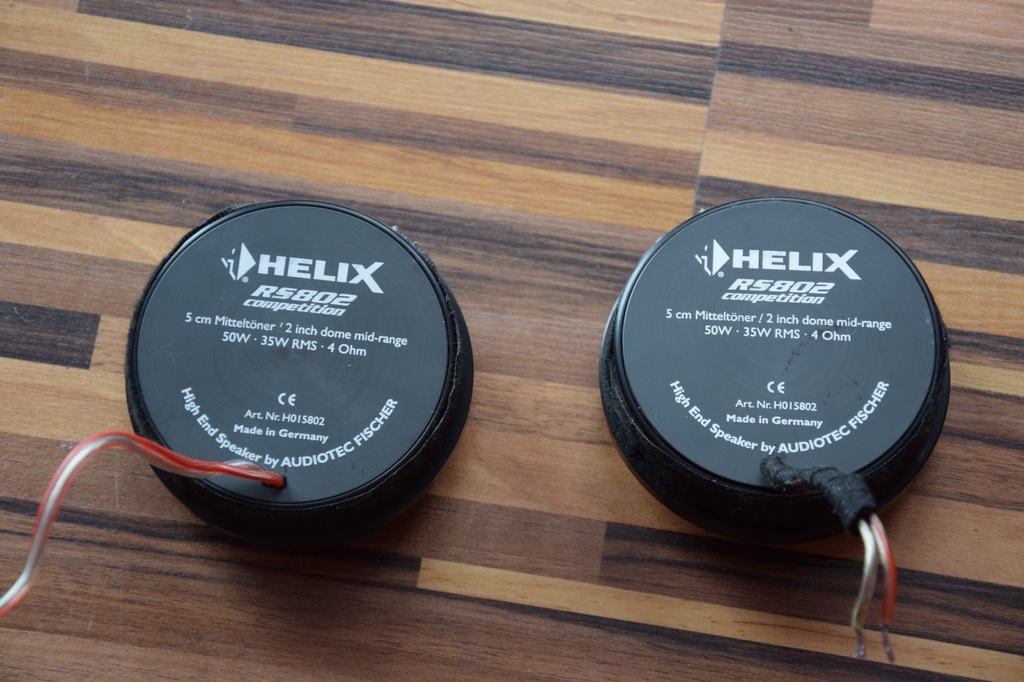 HELIX
RS802
competition
5 cm Mitteltöner / 2 inch dome mid-range
50W · 35W RMS · 4 Ohm
CE
Art. Nr. H015802
Made in Germany
High End Speaker by AUDIOTEC FISCHER
HELIX
RS802
competition
5 cm Mitteltöner / 2 inch dome mid-range
50W · 35W RMS · 4 Ohm
CE
Art. Nr. H015802
Made in Germany
High End Speaker by AUDIOTEC FISCHER